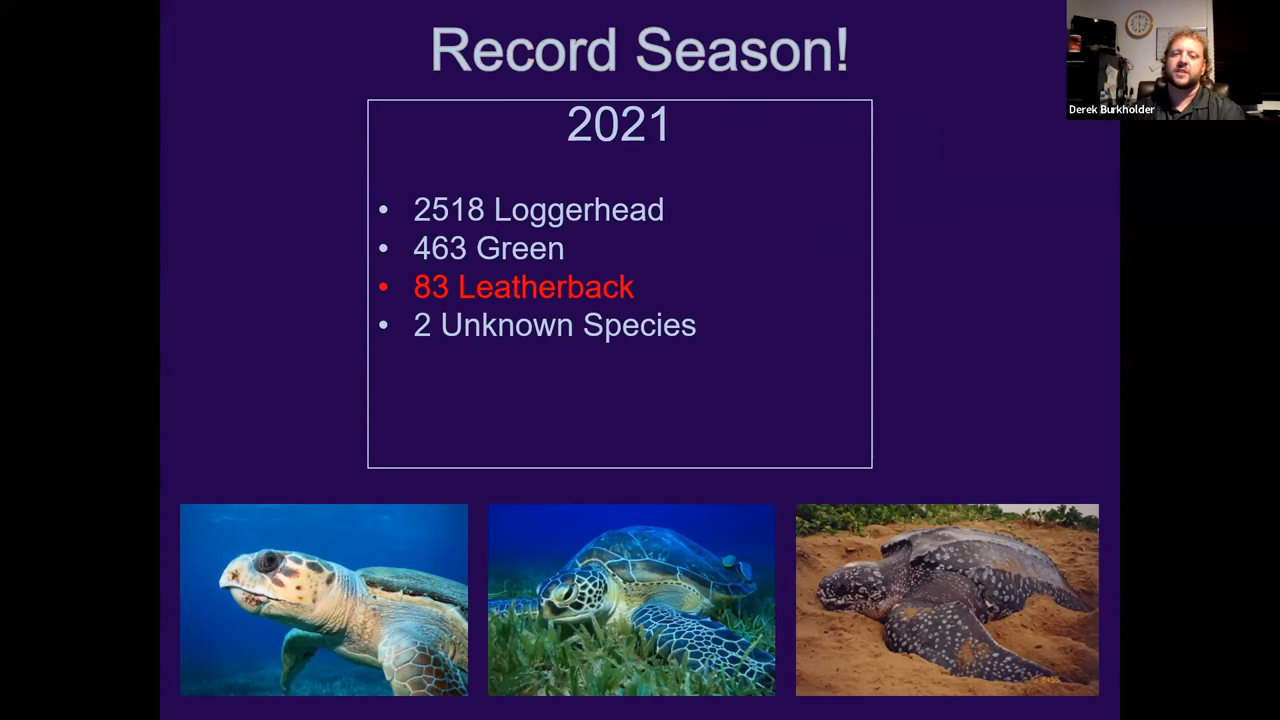 Record Season!
Derek Burkholder
2021
• 2518 Loggerhead
• 463 Green
• 83 Leatherback
• 2 Unknown Species